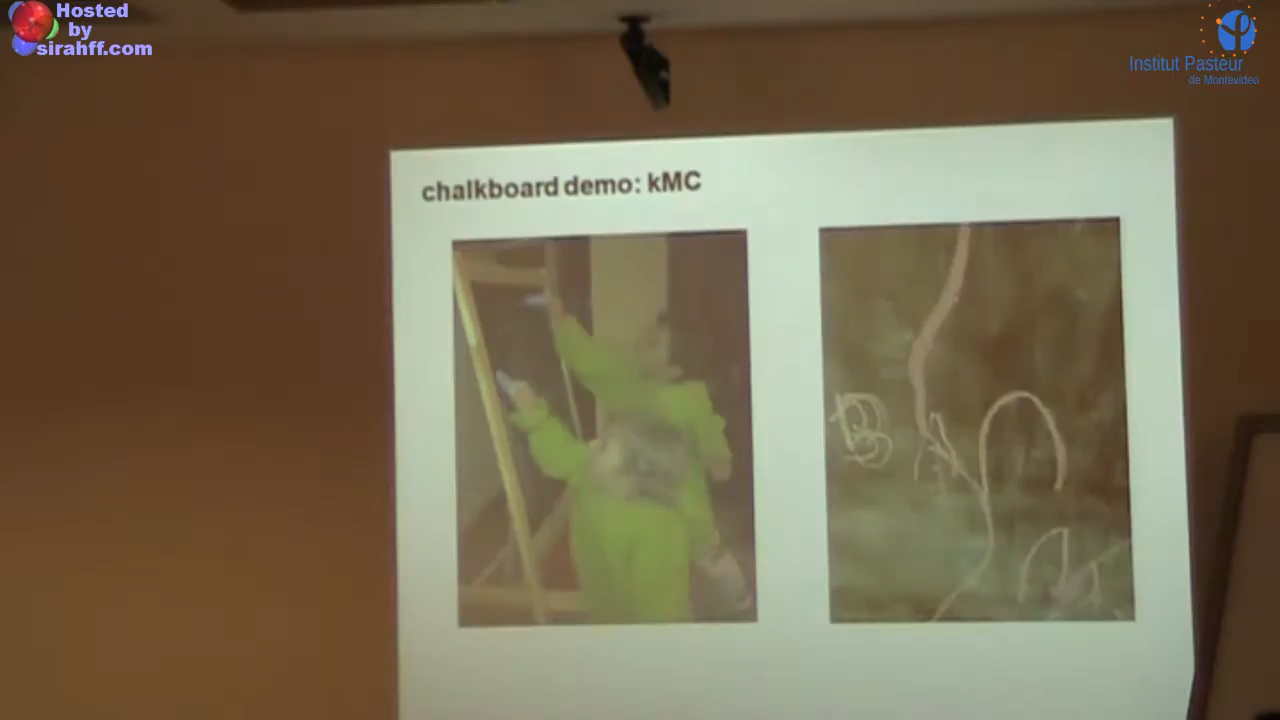 Hosted
by
sirahff.com
Institut Pasteur
de Montevideo
chalkboard demo: kMC
B